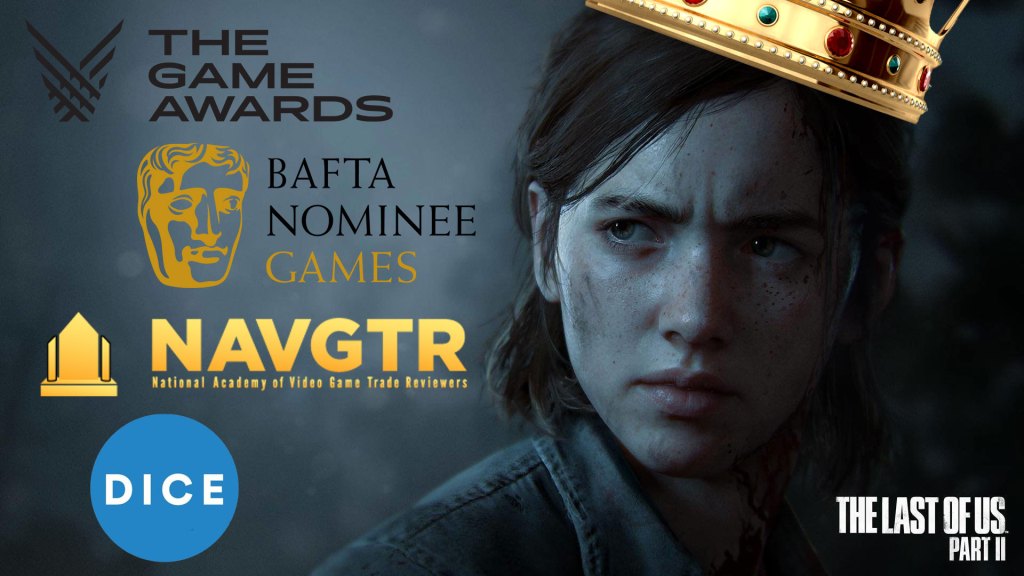 THE
GAME
AWARDS
BAFTA
NOMINEE
GAMES
NAVGTR
National Academy of Video Game Trade Reviewers
DICE
THE LAST OF US
PART II